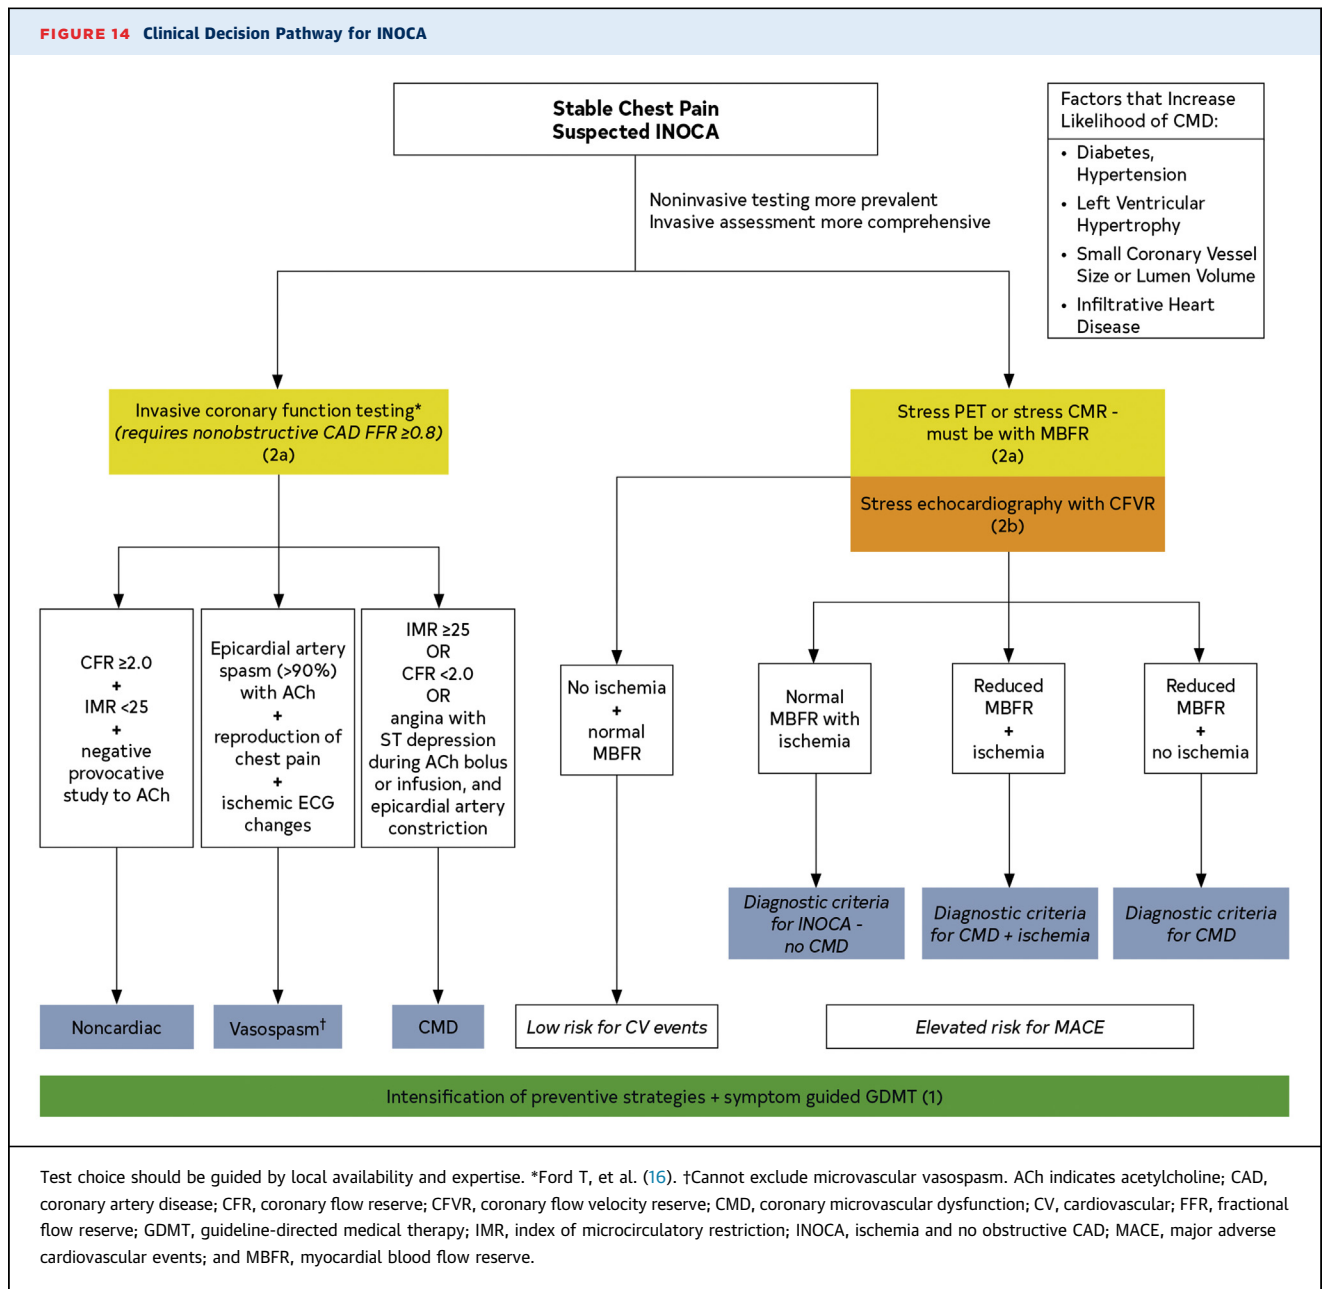 FIGURE 14 Clinical Decision Pathway for INOCA
Stable Chest Pain
Suspected INOCA
Factors that Increase
Likelihood of CMD:
• Diabetes,
Hypertension
• Left Ventricular
Hypertrophy
• Small Coronary Vessel
Size or Lumen Volume
• Infiltrative Heart
Disease
Noninvasive testing more prevalent
Invasive assessment more comprehensive
Invasive coronary function testing*
(requires nonobstructive CAD FFR ≥0.8)
(2a)
Stress PET or stress CMR -
must be with MBFR
(2a)
Stress echocardiography with CFVR
(2b)
CFR ≥2.0
+
IMR <25
+
negative
provocative
study to ACh
Epicardial artery
spasm (>90%)
with ACh
+
reproduction of
chest pain
+
ischemic ECG
changes
IMR ≥25
OR
CFR <2.0
OR
angina with
ST depression
during ACh bolus
or infusion, and
epicardial artery
constriction
No ischemia
+
normal
MBFR
Normal
MBFR with
ischemia
Reduced
MBFR
+
ischemia
Reduced
MBFR
+
no ischemia
Diagnostic criteria
for INOCA -
no CMD
Diagnostic criteria
for CMD + ischemia
Diagnostic criteria
for CMD
Noncardiac
Vasospasm†
CMD
Low risk for CV events
Elevated risk for MACE
Intensification of preventive strategies + symptom guided GDMT (1)
Test choice should be guided by local availability and expertise. *Ford T, et al. (16). †Cannot exclude microvascular vasospasm. ACh indicates acetylcholine; CAD,
coronary artery disease; CFR, coronary flow reserve; CFVR, coronary flow velocity reserve; CMD, coronary microvascular dysfunction; CV, cardiovascular; FFR, fractional
flow reserve; GDMT, guideline-directed medical therapy; IMR, index of microcirculatory restriction; INOCA, ischemia and no obstructive CAD; MACE, major adverse
cardiovascular events; and MBFR, myocardial blood flow reserve.